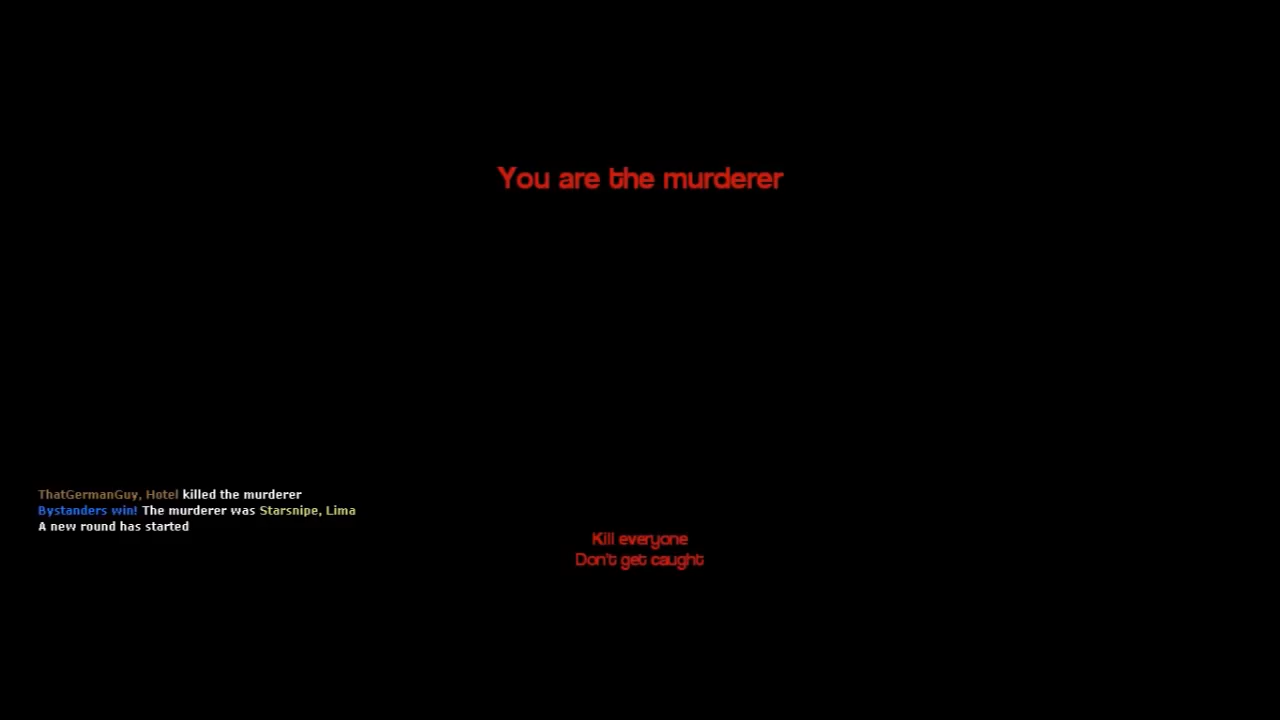 You are the murderer
ThatGermanGuy, Hotel killed the murderer
Bystanders win! The murderer was Starsnipe, Lima
A new round has started
Kill everyone
Don't get caught